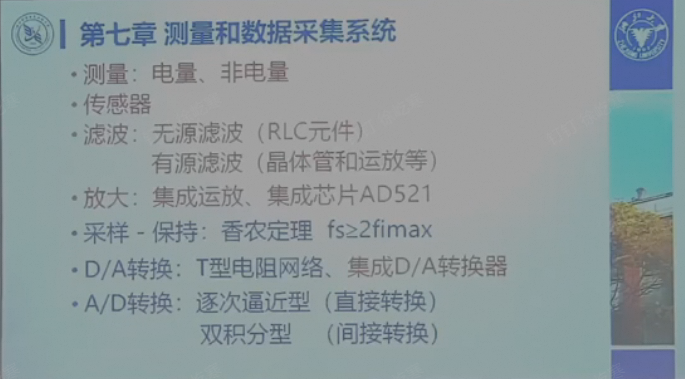 第七章 测量和数据采集系统
• 测量：电量、非电量
• 传感器
• 滤波：无源滤波（RLC元件）
有源滤波（晶体管和运放等）
• 放大：集成运放、集成芯片AD521
• 采样 - 保持：香农定理 fs≥2fimax
• D/A转换：T型电阻网络、集成D/A转换器
• A/D转换：逐次逼近型（直接转换）
双积分型 （间接转换）